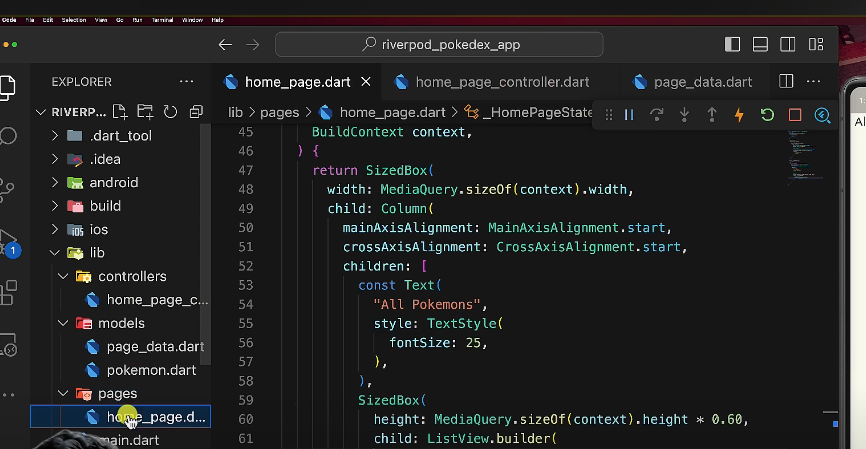 Code File Edit Selection View Go Run Terminal Window Help
riverpod_pokedex_app
EXPLORER
home_page.dart
home_page_controller.dart
page_data.dart
RIVERP...
lib > pages > home_page.dart > _HomePageState
.dart_tool
.idea
android
build
ios
lib
1
controllers
home_page_c...
models
page_data.dart
pokemon.dart
pages
home_page.d...
main.dart
45 BuildContext context,
46 ) {
47 return SizedBox(
48 width: MediaQuery.sizeOf(context).width,
49 child: Column(
50 mainAxisAlignment: MainAxisAlignment.start,
51 crossAxisAlignment: CrossAxisAlignment.start,
52 children: [
53 const Text(
54 "All Pokemons",
55 style: TextStyle(
56 fontSize: 25,
57 ),
58 ),
59 SizedBox(
60 height: MediaQuery.sizeOf(context).height * 0.60,
61 child: ListView.builder(
1:
Al